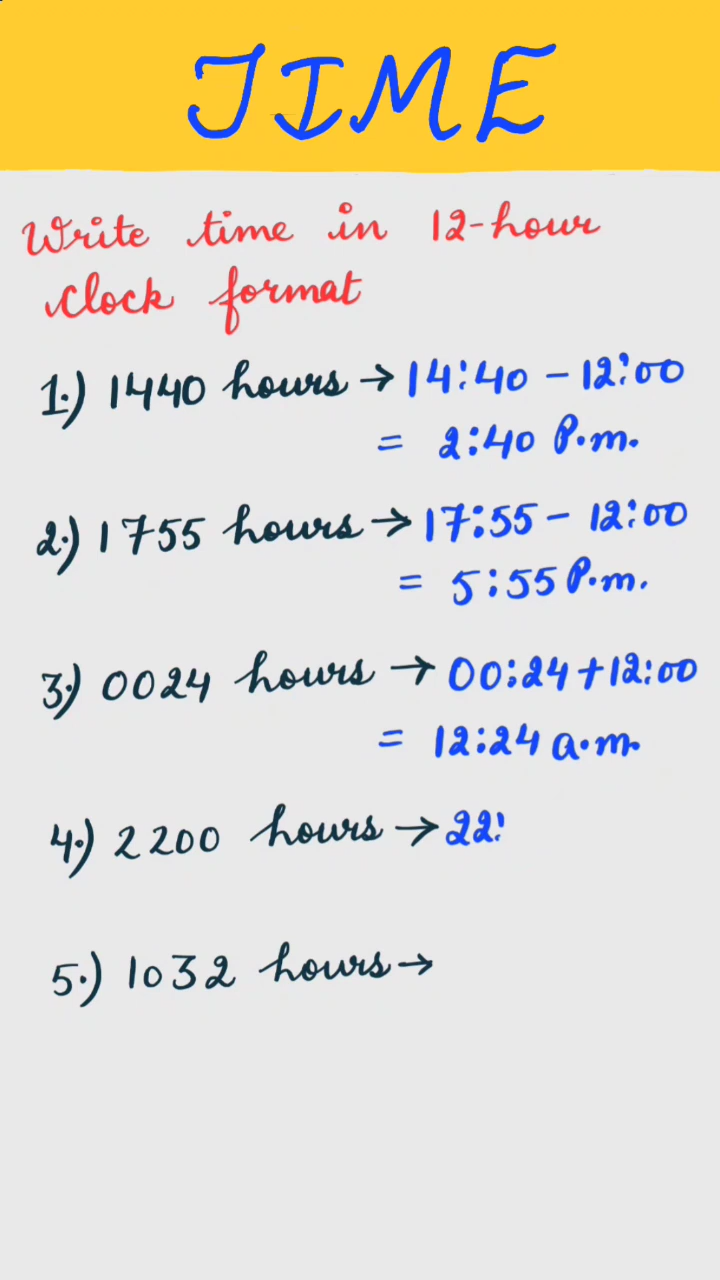 TIME
Write time in 12-hour
clock format
1.) 1440 hours → 14:40 - 12:00
= 2:40 P.m.
2.) 1755 hours → 17:55 - 12:00
= 5:55 P.m.
3.) 0024 hours → 00:24 + 12:00
= 12:24 a.m.
4.) 2200 hours → 22:
5.) 1032 hours →